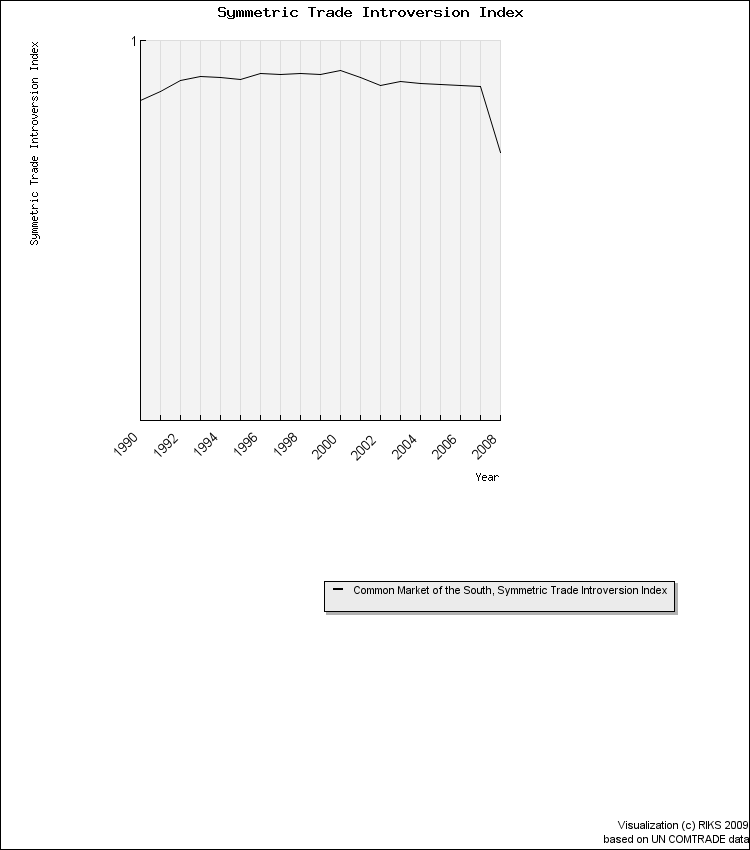 Symmetric Trade Introversion Index
Symmetric Trade Introversion Index
1
1990 1992 1994 1996 1998 2000 2002 2004 2006 2008
Year
Common Market of the South, Symmetric Trade Introversion Index
Visualization (c) RIKS 2009
based on UN COMTRADE data